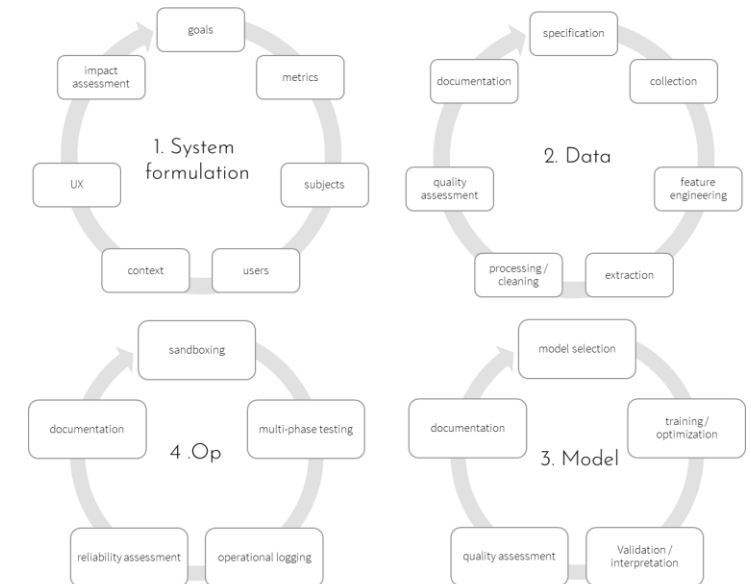 goals
metrics
subjects
users
context
UX
impact
assessment
1. System
formulation
specification
collection
feature
engineering
extraction
processing /
cleaning
quality
assessment
documentation
2. Data
model selection
training /
optimization
Validation /
interpretation
quality assessment
documentation
3. Model
sandboxing
multi-phase testing
operational logging
reliability assessment
documentation
4 .Op